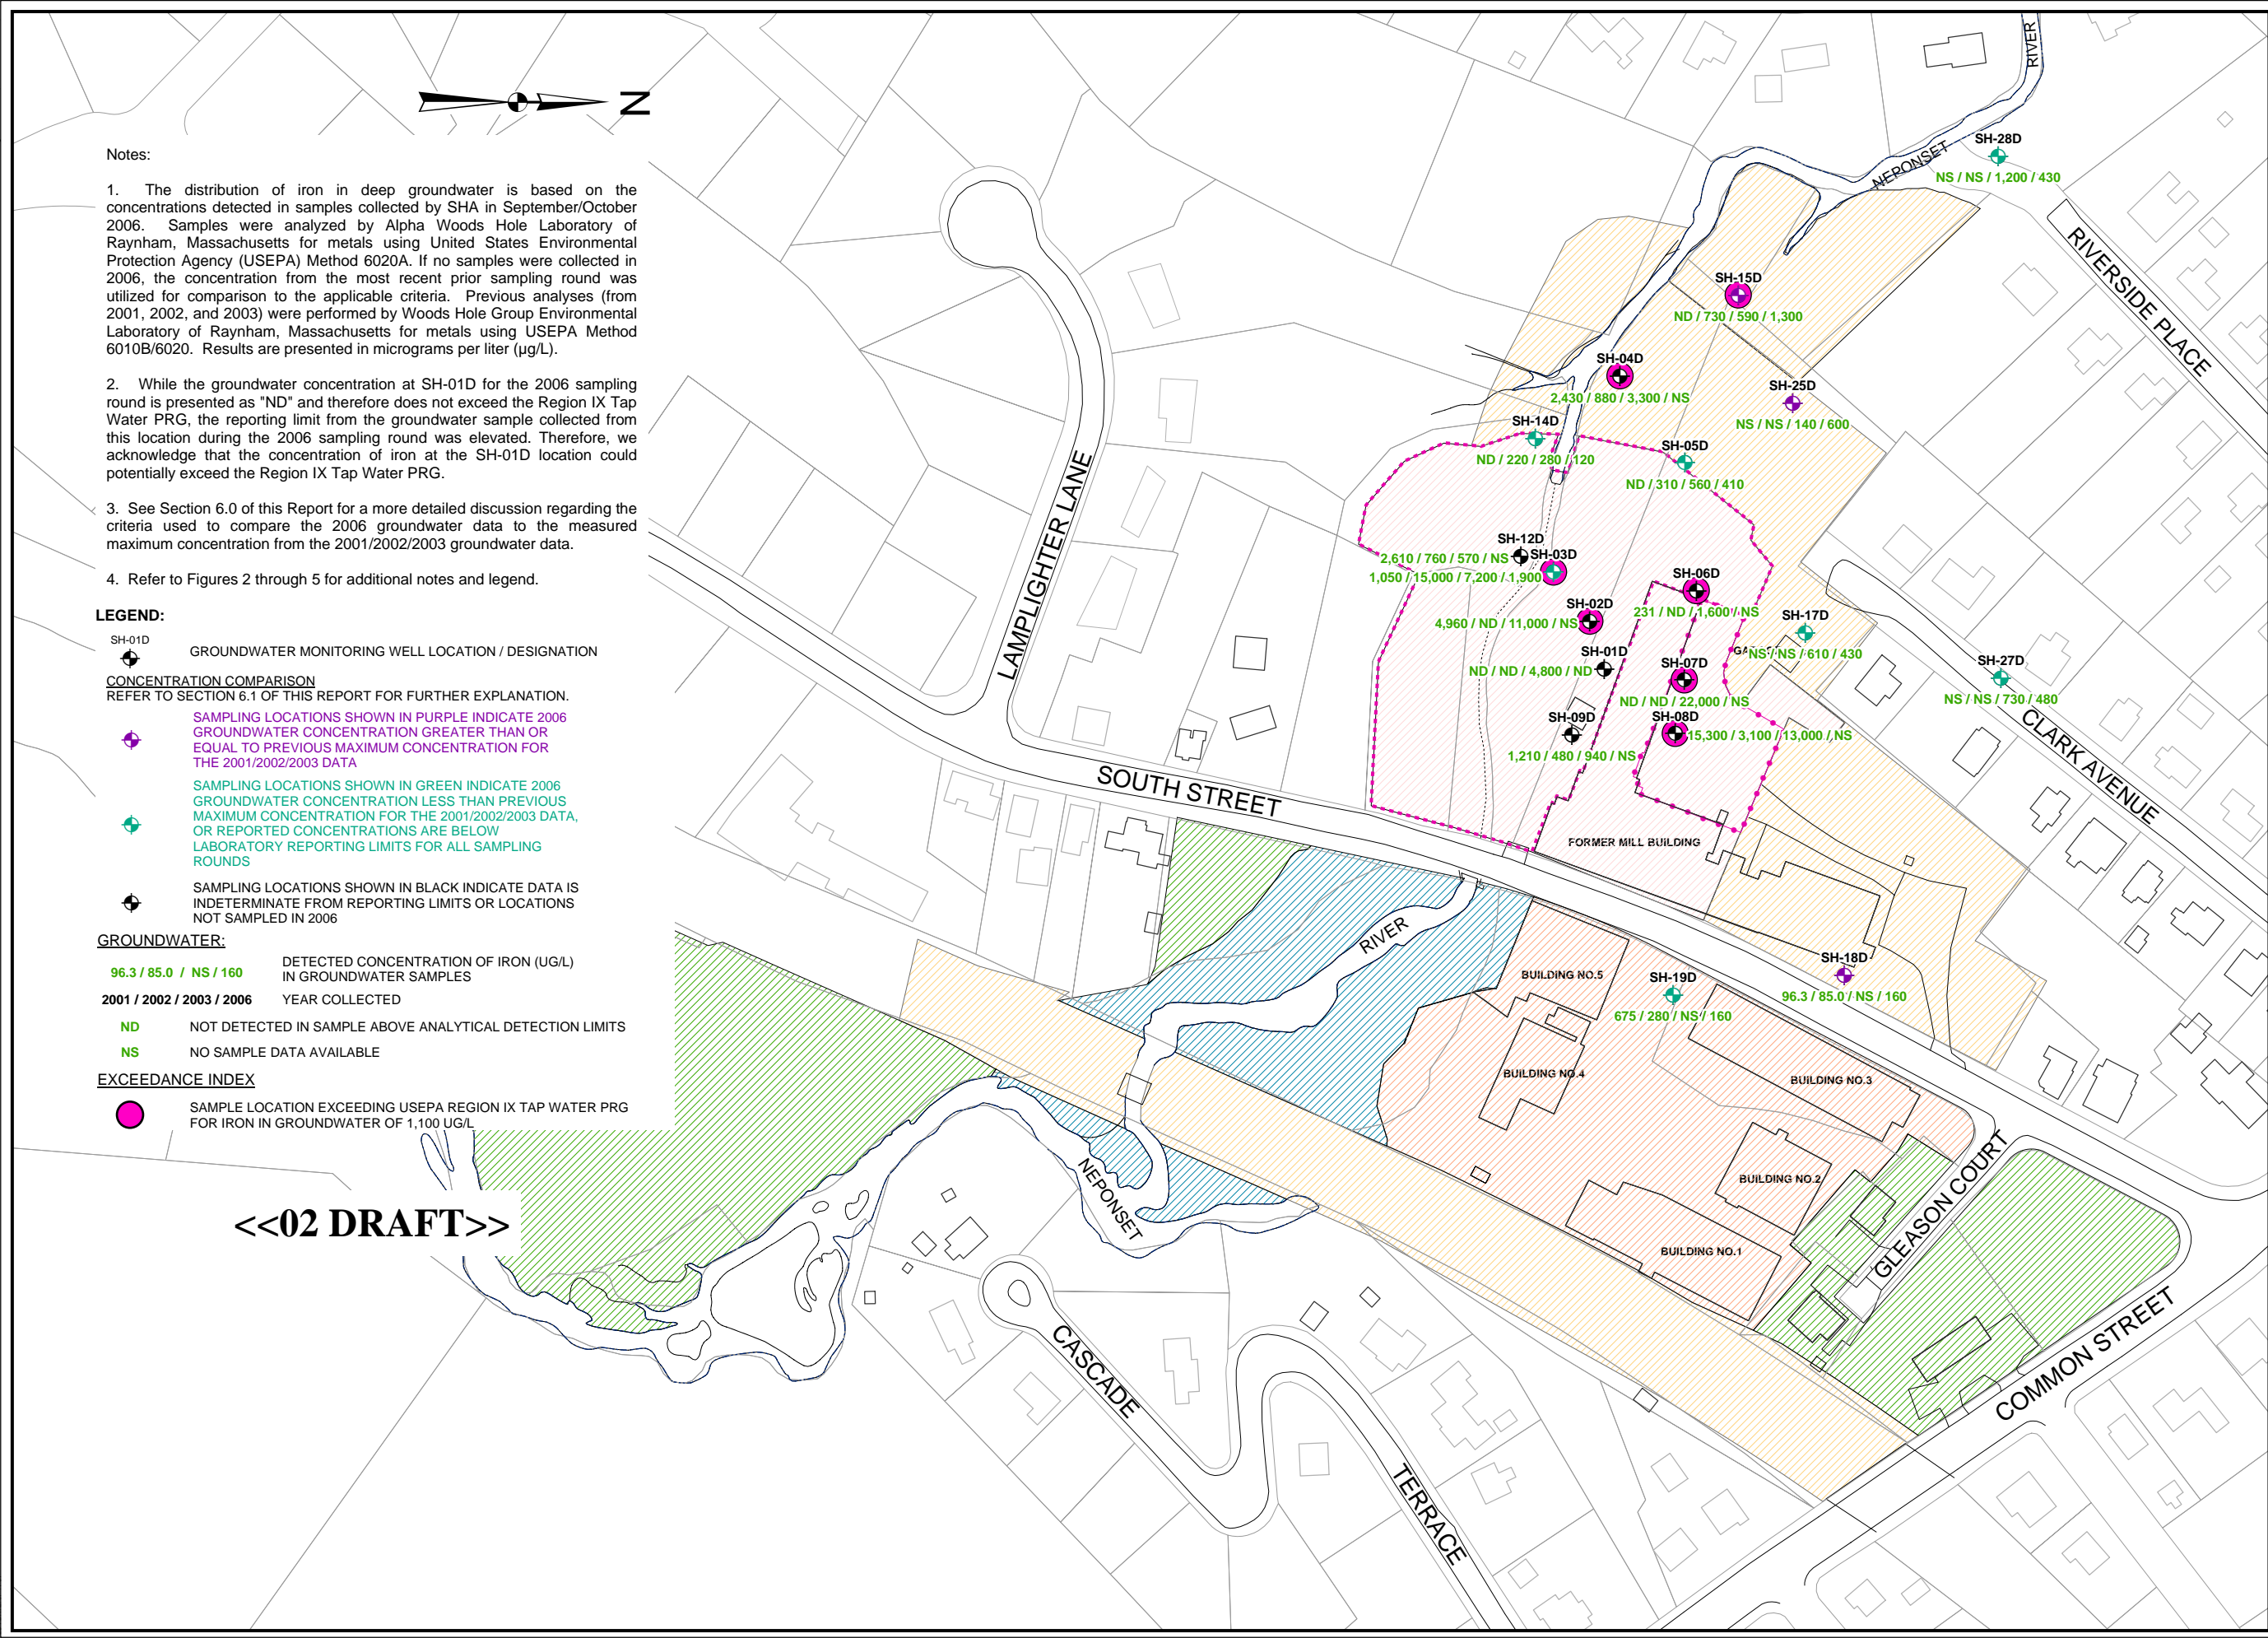 N
Notes:
1. The distribution of iron in deep groundwater is based on the
concentrations detected in samples collected by SHA in September/October
2006. Samples were analyzed by Alpha Woods Hole Laboratory of
Raynham, Massachusetts for metals using United States Environmental
Protection Agency (USEPA) Method 6020A. If no samples were collected in
2006, the concentration from the most recent prior sampling round was
utilized for comparison to the applicable criteria. Previous analyses (from
2001, 2002, and 2003) were performed by Woods Hole Group Environmental
Laboratory of Raynham, Massachusetts for metals using USEPA Method
6010B/6020. Results are presented in micrograms per liter (µg/L).
2. While the groundwater concentration at SH-01D for the 2006 sampling
round is presented as "ND" and therefore does not exceed the Region IX Tap
Water PRG, the reporting limit from the groundwater sample collected from
this location during the 2006 sampling round was elevated. Therefore, we
acknowledge that the concentration of iron at the SH-01D location could
potentially exceed the Region IX Tap Water PRG.
3. See Section 6.0 of this Report for a more detailed discussion regarding the
criteria used to compare the 2006 groundwater data to the measured
maximum concentration from the 2001/2002/2003 groundwater data.
4. Refer to Figures 2 through 5 for additional notes and legend.
LEGEND:
SH-01D
GROUNDWATER MONITORING WELL LOCATION / DESIGNATION
CONCENTRATION COMPARISON
REFER TO SECTION 6.1 OF THIS REPORT FOR FURTHER EXPLANATION.
SAMPLING LOCATIONS SHOWN IN PURPLE INDICATE 2006
GROUNDWATER CONCENTRATION GREATER THAN OR
EQUAL TO PREVIOUS MAXIMUM CONCENTRATION FOR
THE 2001/2002/2003 DATA
SAMPLING LOCATIONS SHOWN IN GREEN INDICATE 2006
GROUNDWATER CONCENTRATION LESS THAN PREVIOUS
MAXIMUM CONCENTRATION FOR THE 2001/2002/2003 DATA,
OR REPORTED CONCENTRATIONS ARE BELOW
LABORATORY REPORTING LIMITS FOR ALL SAMPLING
ROUNDS
SAMPLING LOCATIONS SHOWN IN BLACK INDICATE DATA IS
INDETERMINATE FROM REPORTING LIMITS OR LOCATIONS
NOT SAMPLED IN 2006
GROUNDWATER:
96.3 / 85.0 / NS / 160
DETECTED CONCENTRATION OF IRON (UG/L)
IN GROUNDWATER SAMPLES
2001 / 2002 / 2003 / 2006 YEAR COLLECTED
ND NOT DETECTED IN SAMPLE ABOVE ANALYTICAL DETECTION LIMITS
NS NO SAMPLE DATA AVAILABLE
EXCEEDANCE INDEX
SAMPLE LOCATION EXCEEDING USEPA REGION IX TAP WATER PRG
FOR IRON IN GROUNDWATER OF 1,100 UG/L
<<02 DRAFT>>
RIVER
NEPONSET
SH-28D
NS / NS / 1,200 / 430
RIVERSIDE PLACE
SH-15D
ND / 730 / 590 / 1,300
SH-04D
2,430 / 880 / 3,300 / NS
SH-25D
NS / NS / 140 / 600
SH-14D
ND / 220 / 280 / 120
SH-05D
ND / 310 / 560 / 410
LAMPLIGHTER LANE
SH-12D
2,610 / 760 / 570 / NS
SH-03D
1,050 / 15,000 / 7,200 / 1,900
SH-06D
231 / ND / 1,600 / NS
SH-02D
4,960 / ND / 11,000 / NS
SH-17D
NS / NS / 610 / 430
SH-01D
ND / ND / 4,800 / ND
SH-07D
ND / ND / 22,000 / NS
SH-27D
NS / NS / 730 / 480
SH-09D
1,210 / 480 / 940 / NS
SH-08D
15,300 / 3,100 / 13,000 / NS
CLARK AVENUE
SOUTH STREET
FORMER MILL BUILDING
RIVER
BUILDING NO.5
SH-19D
675 / 280 / NS / 160
SH-18D
96.3 / 85.0 / NS / 160
BUILDING NO.4
BUILDING NO.3
BUILDING NO.2
BUILDING NO.1
NEPONSET
GLEASON COURT
COMMON STREET
CASCADE
TERRACE